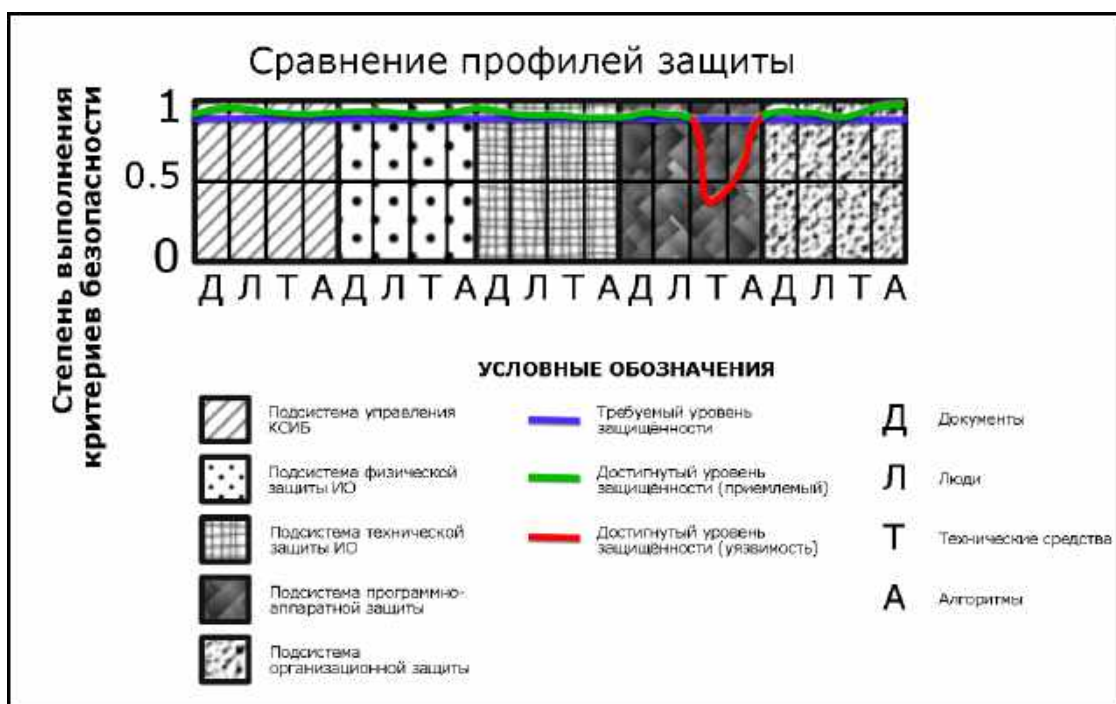 Сравнение профилей защиты
Степень выполнения
критериев безопасности
1
0.5
0
Д Л Т А Д Л Т А Д Л Т А Д Л Т А Д Л Т А
УСЛОВНЫЕ ОБОЗНАЧЕНИЯ
Подсистема управления
КСИБ
Подсистема физической
защиты ИО
Подсистема технической
защиты ИО
Подсистема программно-
аппаратной защиты
Подсистема
организационной защиты
Требуемый уровень
защищённости
Достигнутый уровень
защищённости (приемлемый)
Достигнутый уровень
защищённости (уязвимость)
Д Документы
Л Люди
Т Технические средства
А Алгоритмы